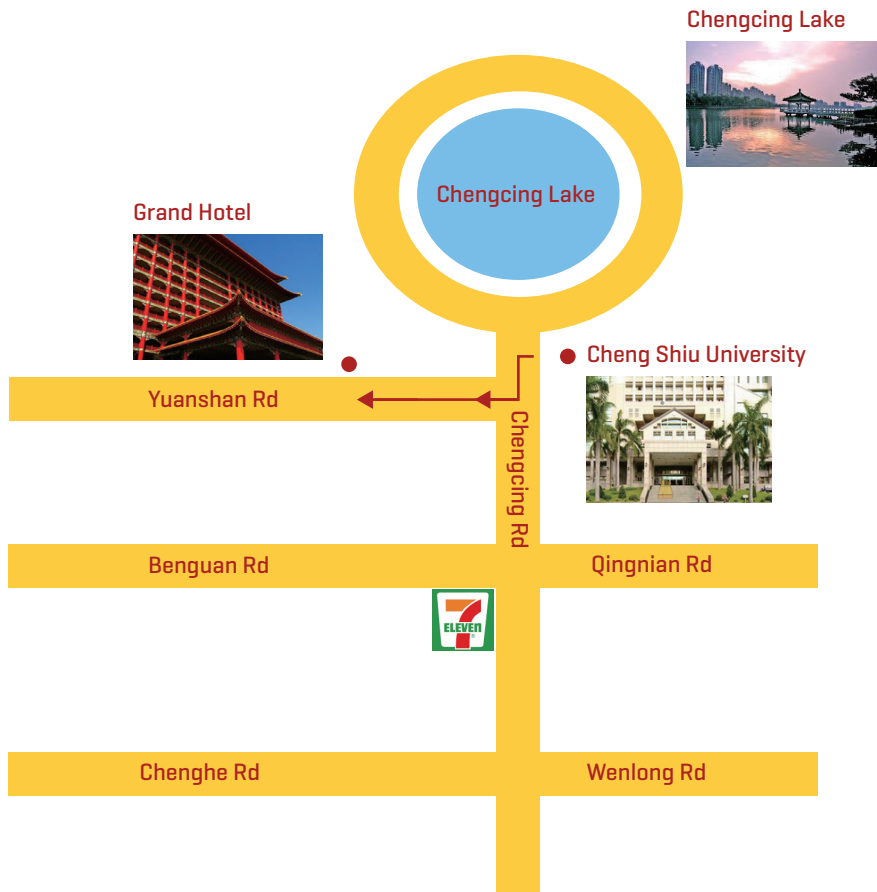 Chengcing Lake
Chengcing Lake
Grand Hotel
Cheng Shiu University
Yuanshan Rd
Chengcing Rd
Benguan Rd
Qingnian Rd
7
ELEVEN
®
Chenghe Rd
Wenlong Rd